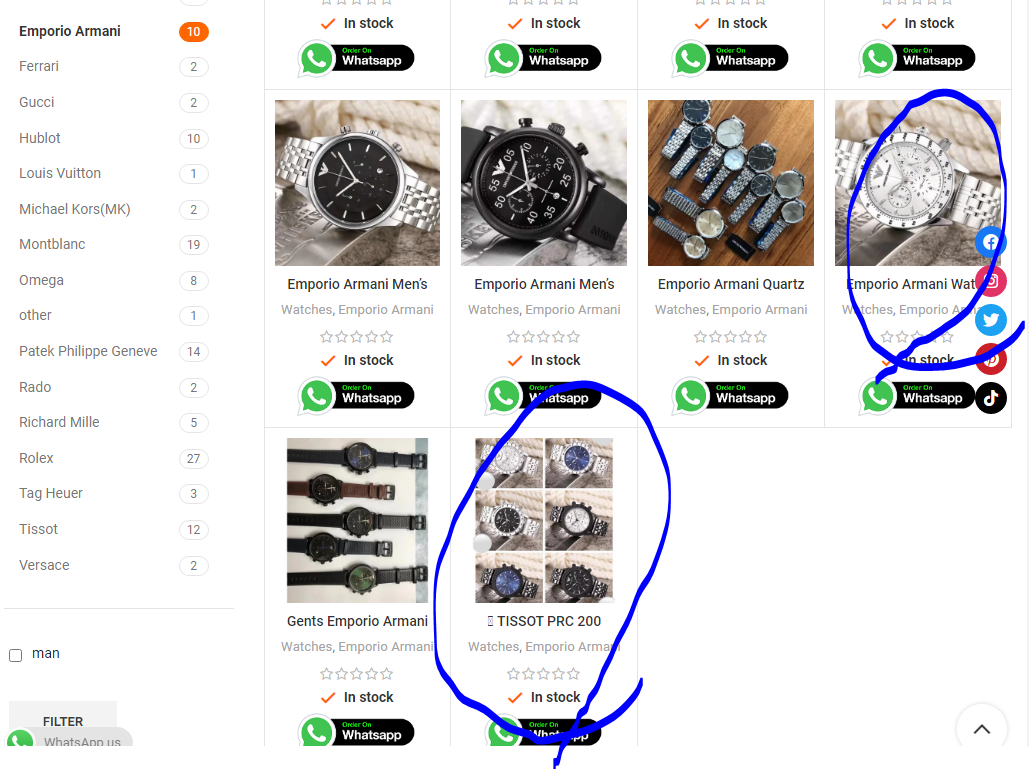 In stock In stock In stock In stock
Emporio Armani 10
Order On Order On Order On Order On
Whatsapp Whatsapp Whatsapp Whatsapp
Ferrari 2
Gucci 2
Hublot 10
Louis Vuitton 1
Michael Kors(MK) 2
Montblanc 19
Omega 8
other 1
Patek Philippe Geneve 14
Rado 2
Richard Mille 5
Rolex 27
Tag Heuer 3
Tissot 12
Versace 2
man
FILTER
WhatsApp us
Emporio Armani Men's Emporio Armani Men's Emporio Armani Quartz Emporio Armani Wat
Watches, Emporio Armani Watches, Emporio Armani Watches, Emporio Armani Watches, Emporio
In stock In stock In stock In stock
Order On Order On Order On Order On
Whatsapp Whatsapp Whatsapp Whatsapp
Gents Emporio Armani TISSOT PRC 200
Watches, Emporio Armani Watches, Emporio Armani
In stock In stock
Order On Order On
Whatsapp Whatsapp